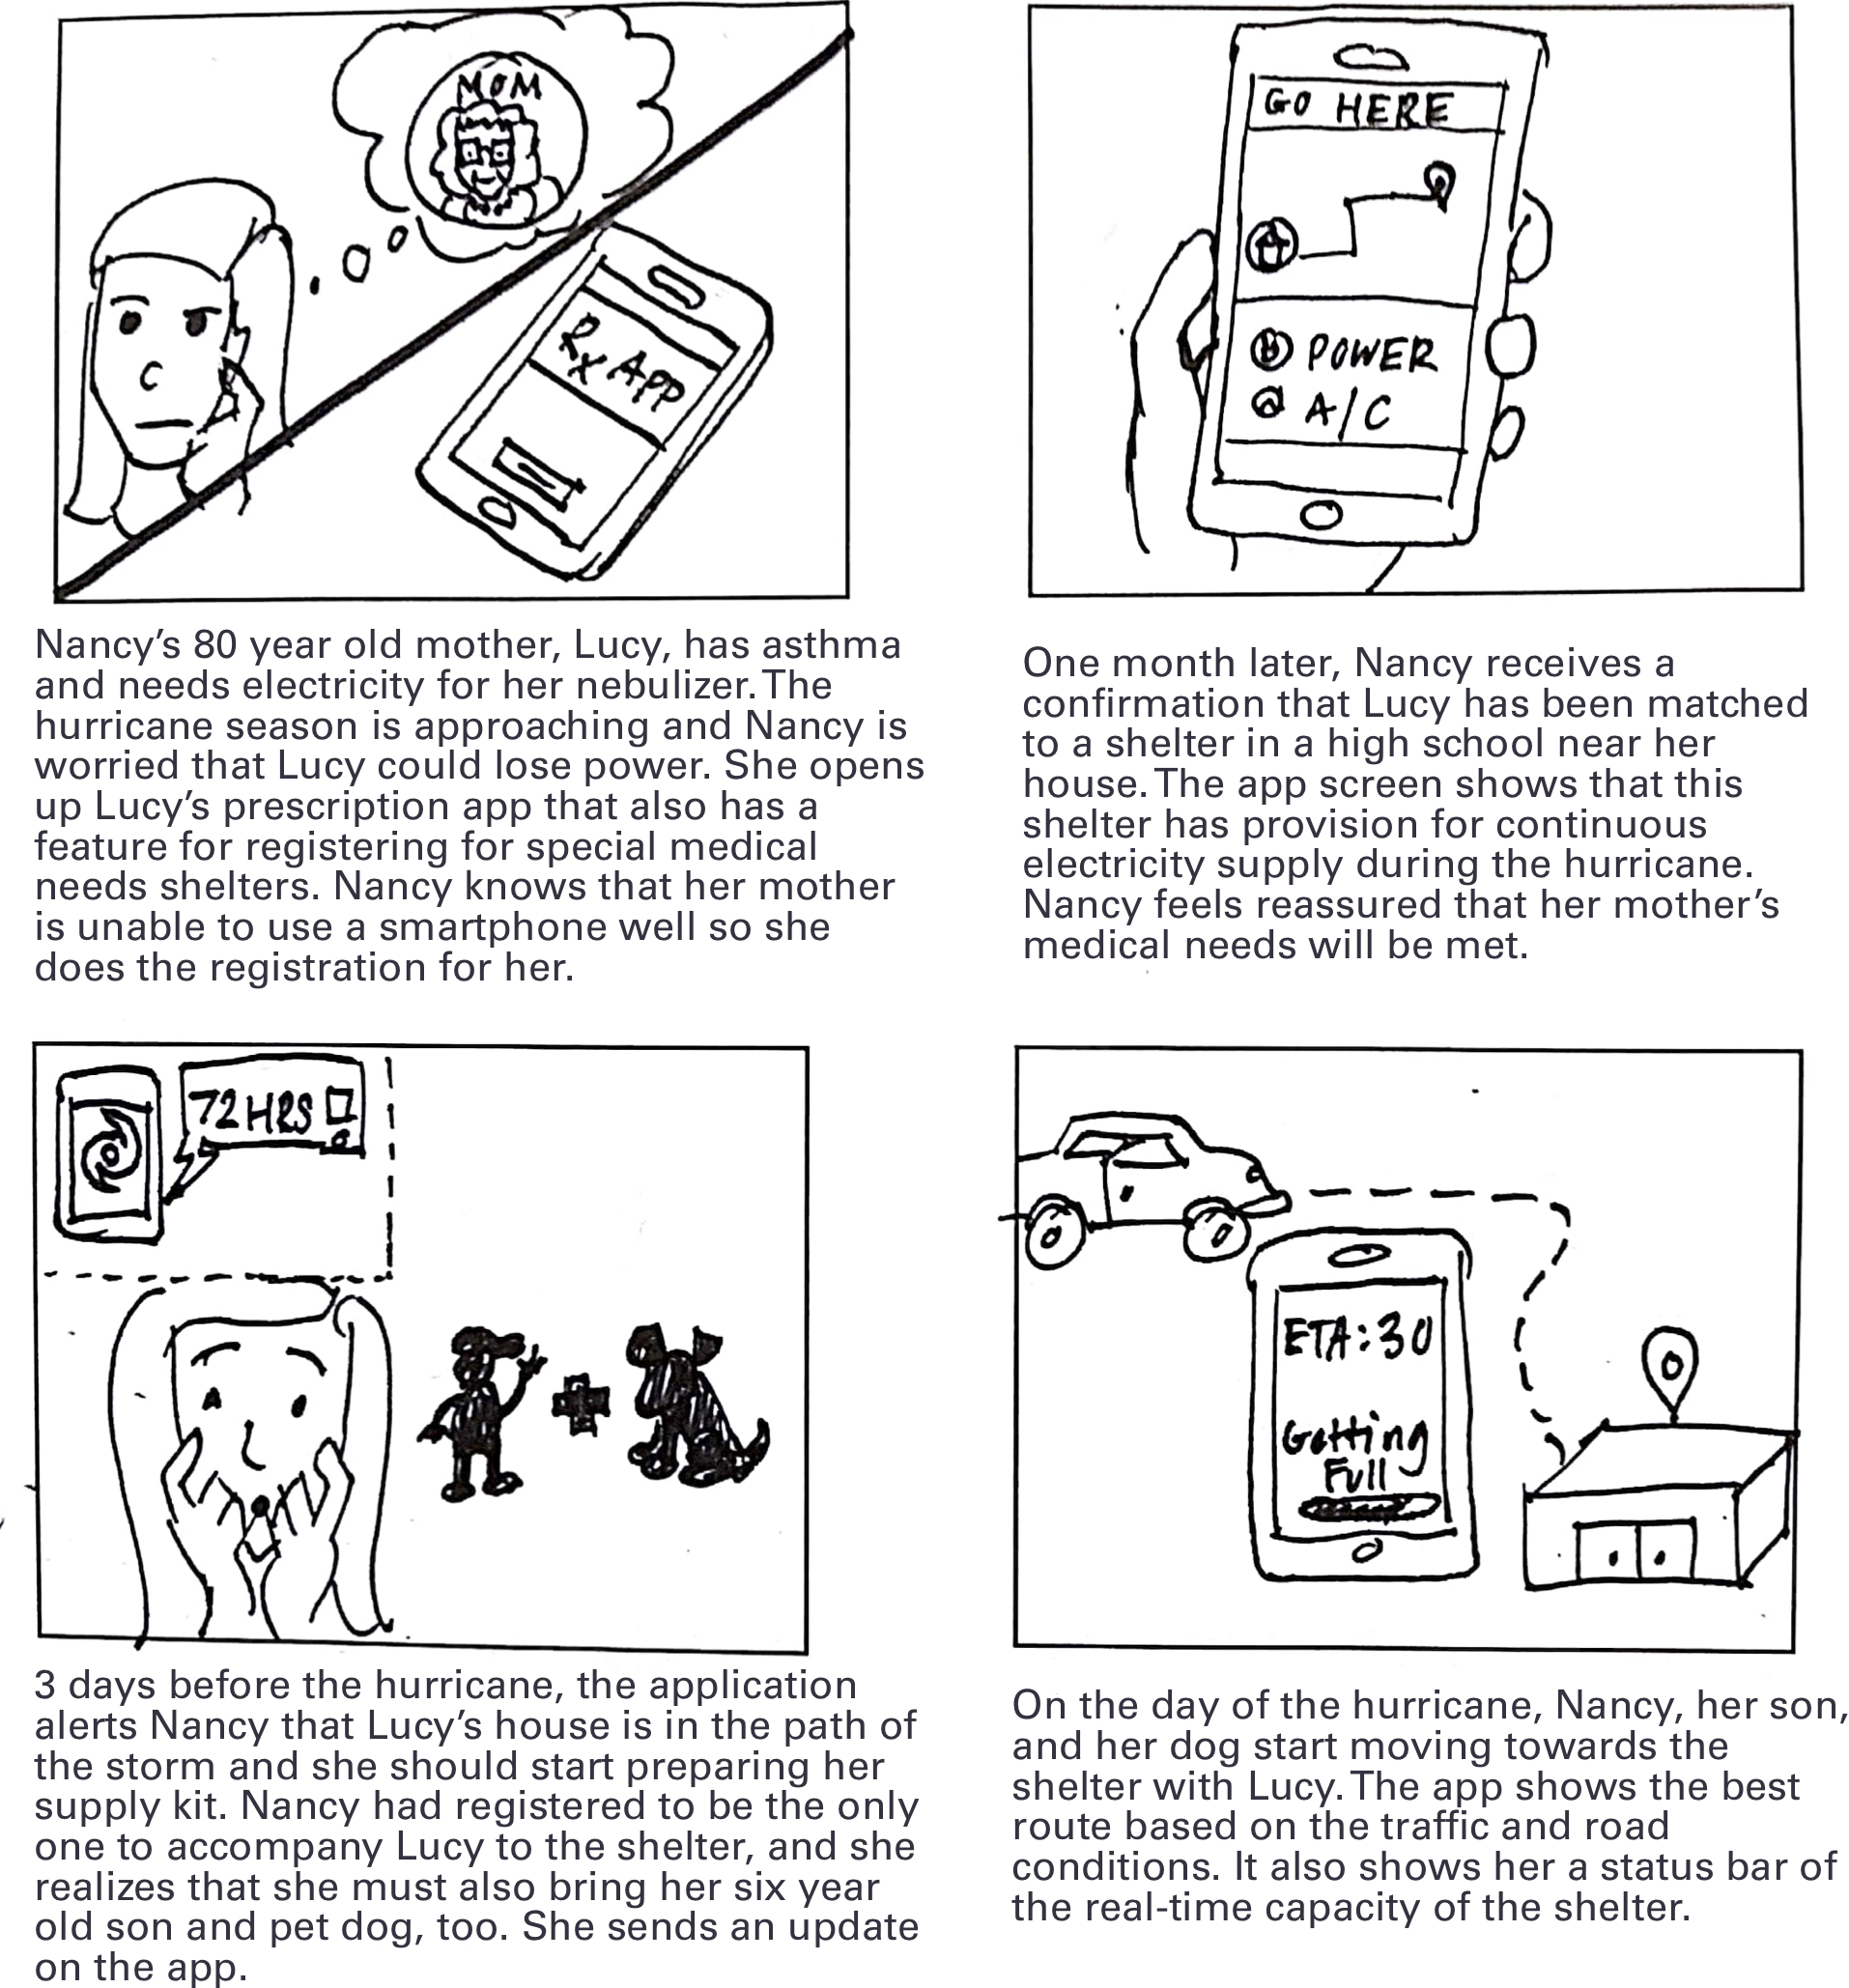 MOM
Rx APP
Nancy’s 80 year old mother, Lucy, has asthma
and needs electricity for her nebulizer. The
hurricane season is approaching and Nancy is
worried that Lucy could lose power. She opens
up Lucy’s prescription app that also has a
feature for registering for special medical
needs shelters. Nancy knows that her mother
is unable to use a smartphone well so she
does the registration for her.
GO HERE
POWER
A/C
One month later, Nancy receives a
confirmation that Lucy has been matched
to a shelter in a high school near her
house. The app screen shows that this
shelter has provision for continuous
electricity supply during the hurricane.
Nancy feels reassured that her mother’s
medical needs will be met.
72 HRS
3 days before the hurricane, the application
alerts Nancy that Lucy’s house is in the path of
the storm and she should start preparing her
supply kit. Nancy had registered to be the only
one to accompany Lucy to the shelter, and she
realizes that she must also bring her six year
old son and pet dog, too. She sends an update
on the app.
ETA: 30
Getting
Full
On the day of the hurricane, Nancy, her son,
and her dog start moving towards the
shelter with Lucy. The app shows the best
route based on the traffic and road
conditions. It also shows her a status bar of
the real-time capacity of the shelter.